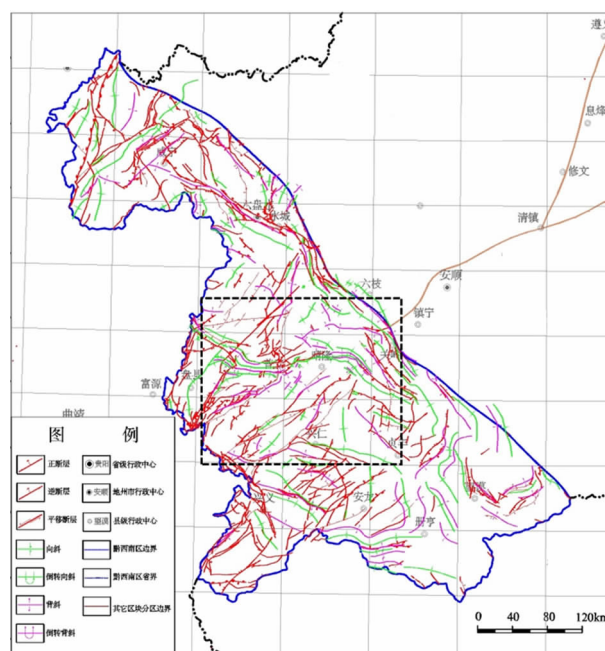 息烽
修文
清镇
六盘水
水城
安顺
六枝
镇宁
富源
盘县
曲靖
兴仁
安龙
兴义
图 例
正断层
贵阳
省级行政中心
逆断层
安顺
地州市行政中心
平移断层
望谟
县级行政中心
向斜
黔西南区边界
倒转向斜
黔西南区省界
背斜
其它区块分区边界
倒转背斜
0 40 80 120km